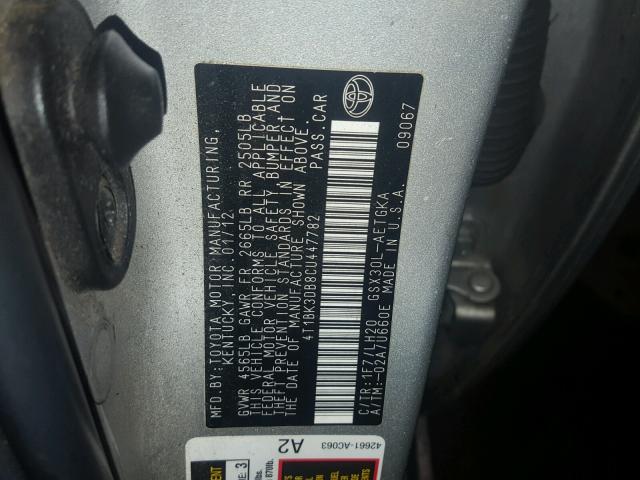 MFD.BY: TOYOTA MOTOR MANUFACTURING,
KENTUCKY, INC. 01/12
GVWR 4565LB GAWR FR 2665LB RR 2505LB
THIS VEHICLE CONFORMS TO ALL APPLICABLE
FEDERAL MOTOR VEHICLE SAFETY, BUMPER, AND
THEFT PREVENTION STANDARDS IN EFFECT ON
THE DATE OF MANUFACTURE SHOWN ABOVE.
4T1BK3DB8CU447782 PASS.CAR
C/TR: 1F7/LH20 GSX30L-AETGKA
A/TM:-02A/U660E MADE IN U.S.A.
09067
42661-AC063
A2
E: 3
870lb.